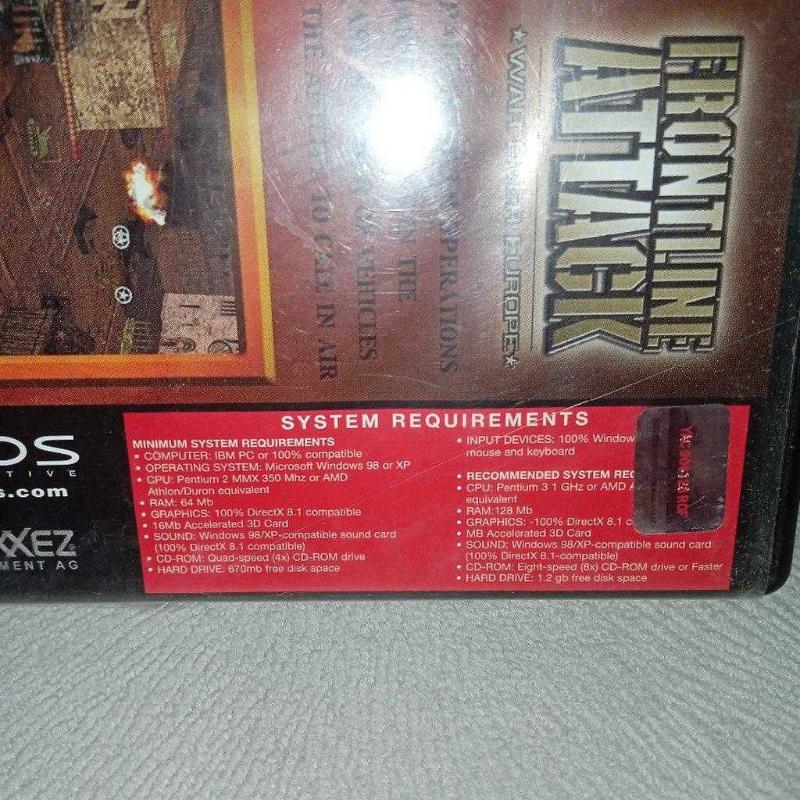 FRONTLINE
ATTACK
WAR OVER EUROPE
OPERATIONS
IN THE
OF VEHICLES
THE ABILITY TO CALL IN AIR
SYSTEM REQUIREMENTS
MINIMUM SYSTEM REQUIREMENTS
• COMPUTER: IBM PC or 100% compatible
• OPERATING SYSTEM: Microsoft Windows 98 or XP
• CPU: Pentium 2 MMX 350 Mhz or AMD
Athlon/Duron equivalent
• RAM: 64 Mb
• GRAPHICS: 100% DirectX 8.1 compatible
• 16Mb Accelerated 3D Card
• SOUND: Windows 98/XP-compatible sound card
(100% DirectX 8.1 compatible)
• CD-ROM: Quad-speed (4x) CD-ROM drive
• HARD DRIVE: 670mb free disk space
• INPUT DEVICES: 100% Window
mouse and keyboard
• RECOMMENDED SYSTEM REQ
• CPU: Pentium 3 1 GHz or AMD A
equivalent
• RAM:128 Mb
• GRAPHICS: -100% DirectX 8.1 c
• MB Accelerated 3D Card
• SOUND: Windows 98/XP-compatible sound card
(100% DirectX 8.1-compatible)
• CD-ROM: Eight-speed (8x) CD-ROM drive or Faster
• HARD DRIVE: 1.2 gb free disk space
OS
TIVE
s.com
XXEZ
MENT AG